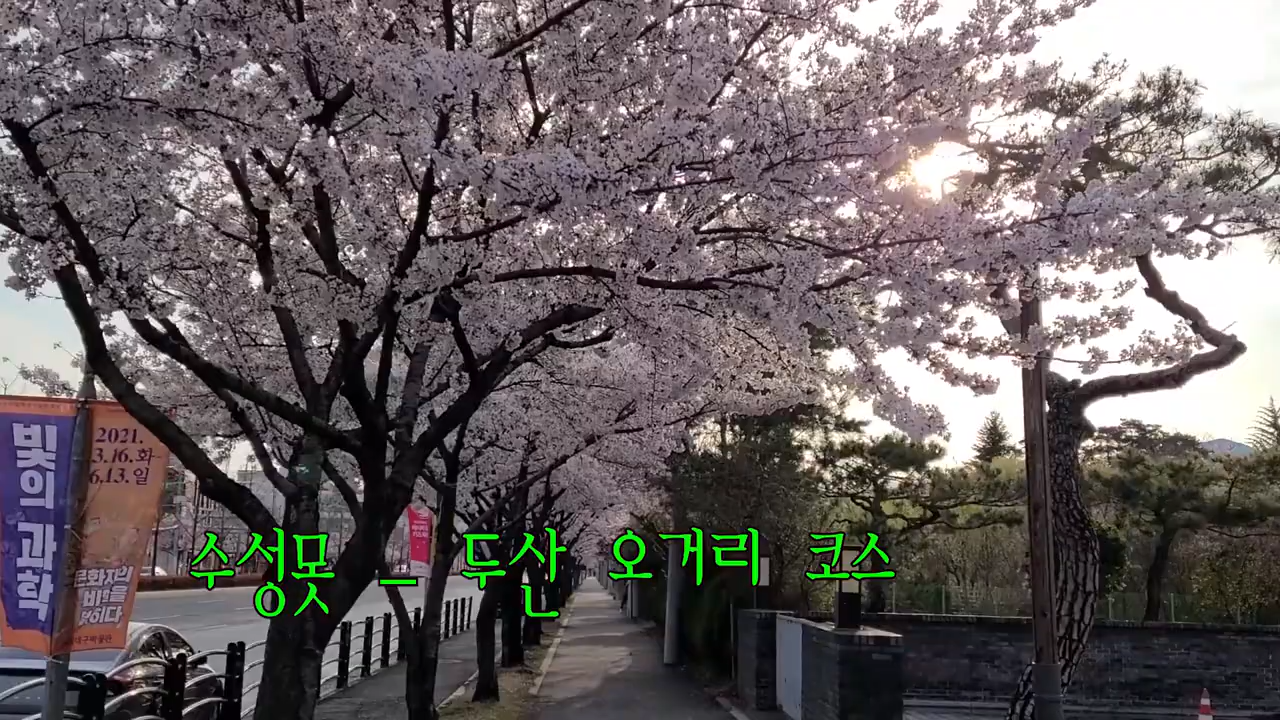 빛의 과학
2021.
3.16.화~
6.13.일
수성못 _ 두산 오거리 코스